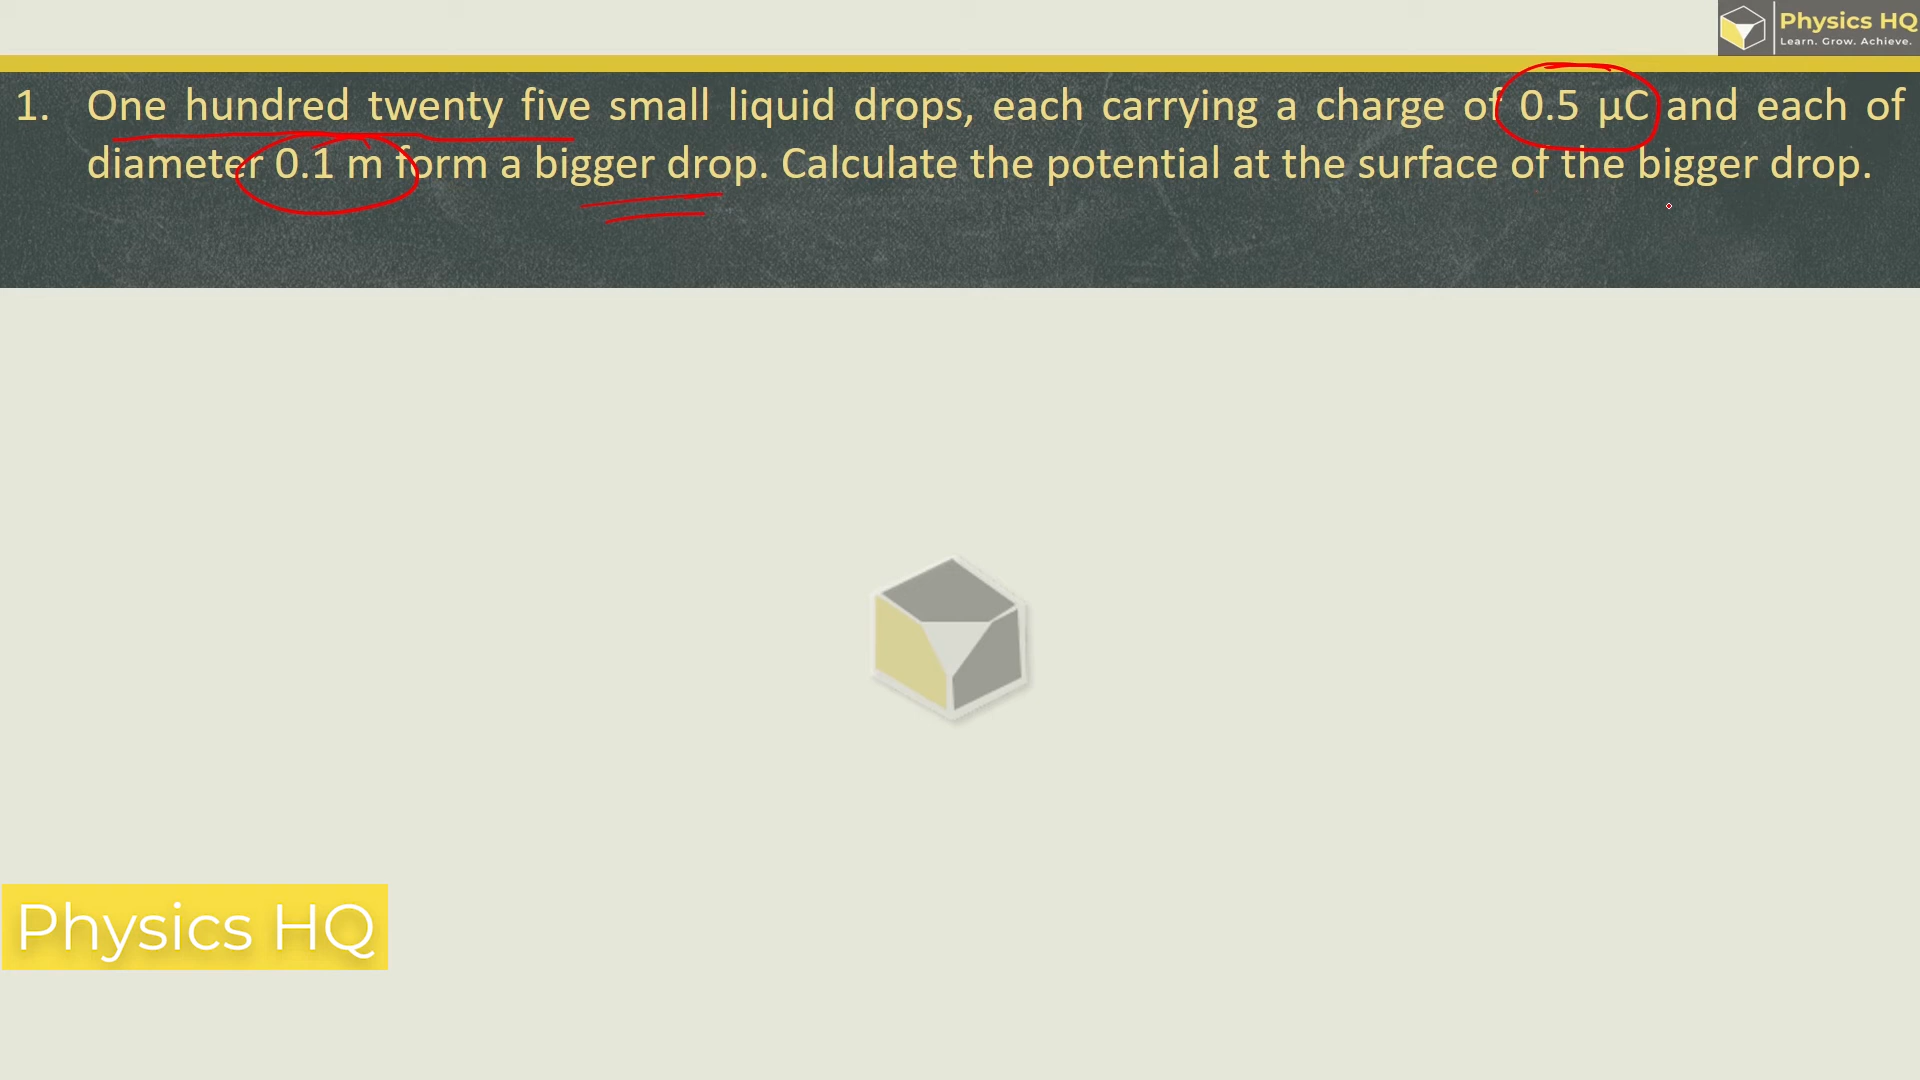 Physics HQ
Learn. Grow. Achieve.
1. One hundred twenty five small liquid drops, each carrying a charge of 0.5 μC and each of
diameter 0.1 m form a bigger drop. Calculate the potential at the surface of the bigger drop.
Physics HQ